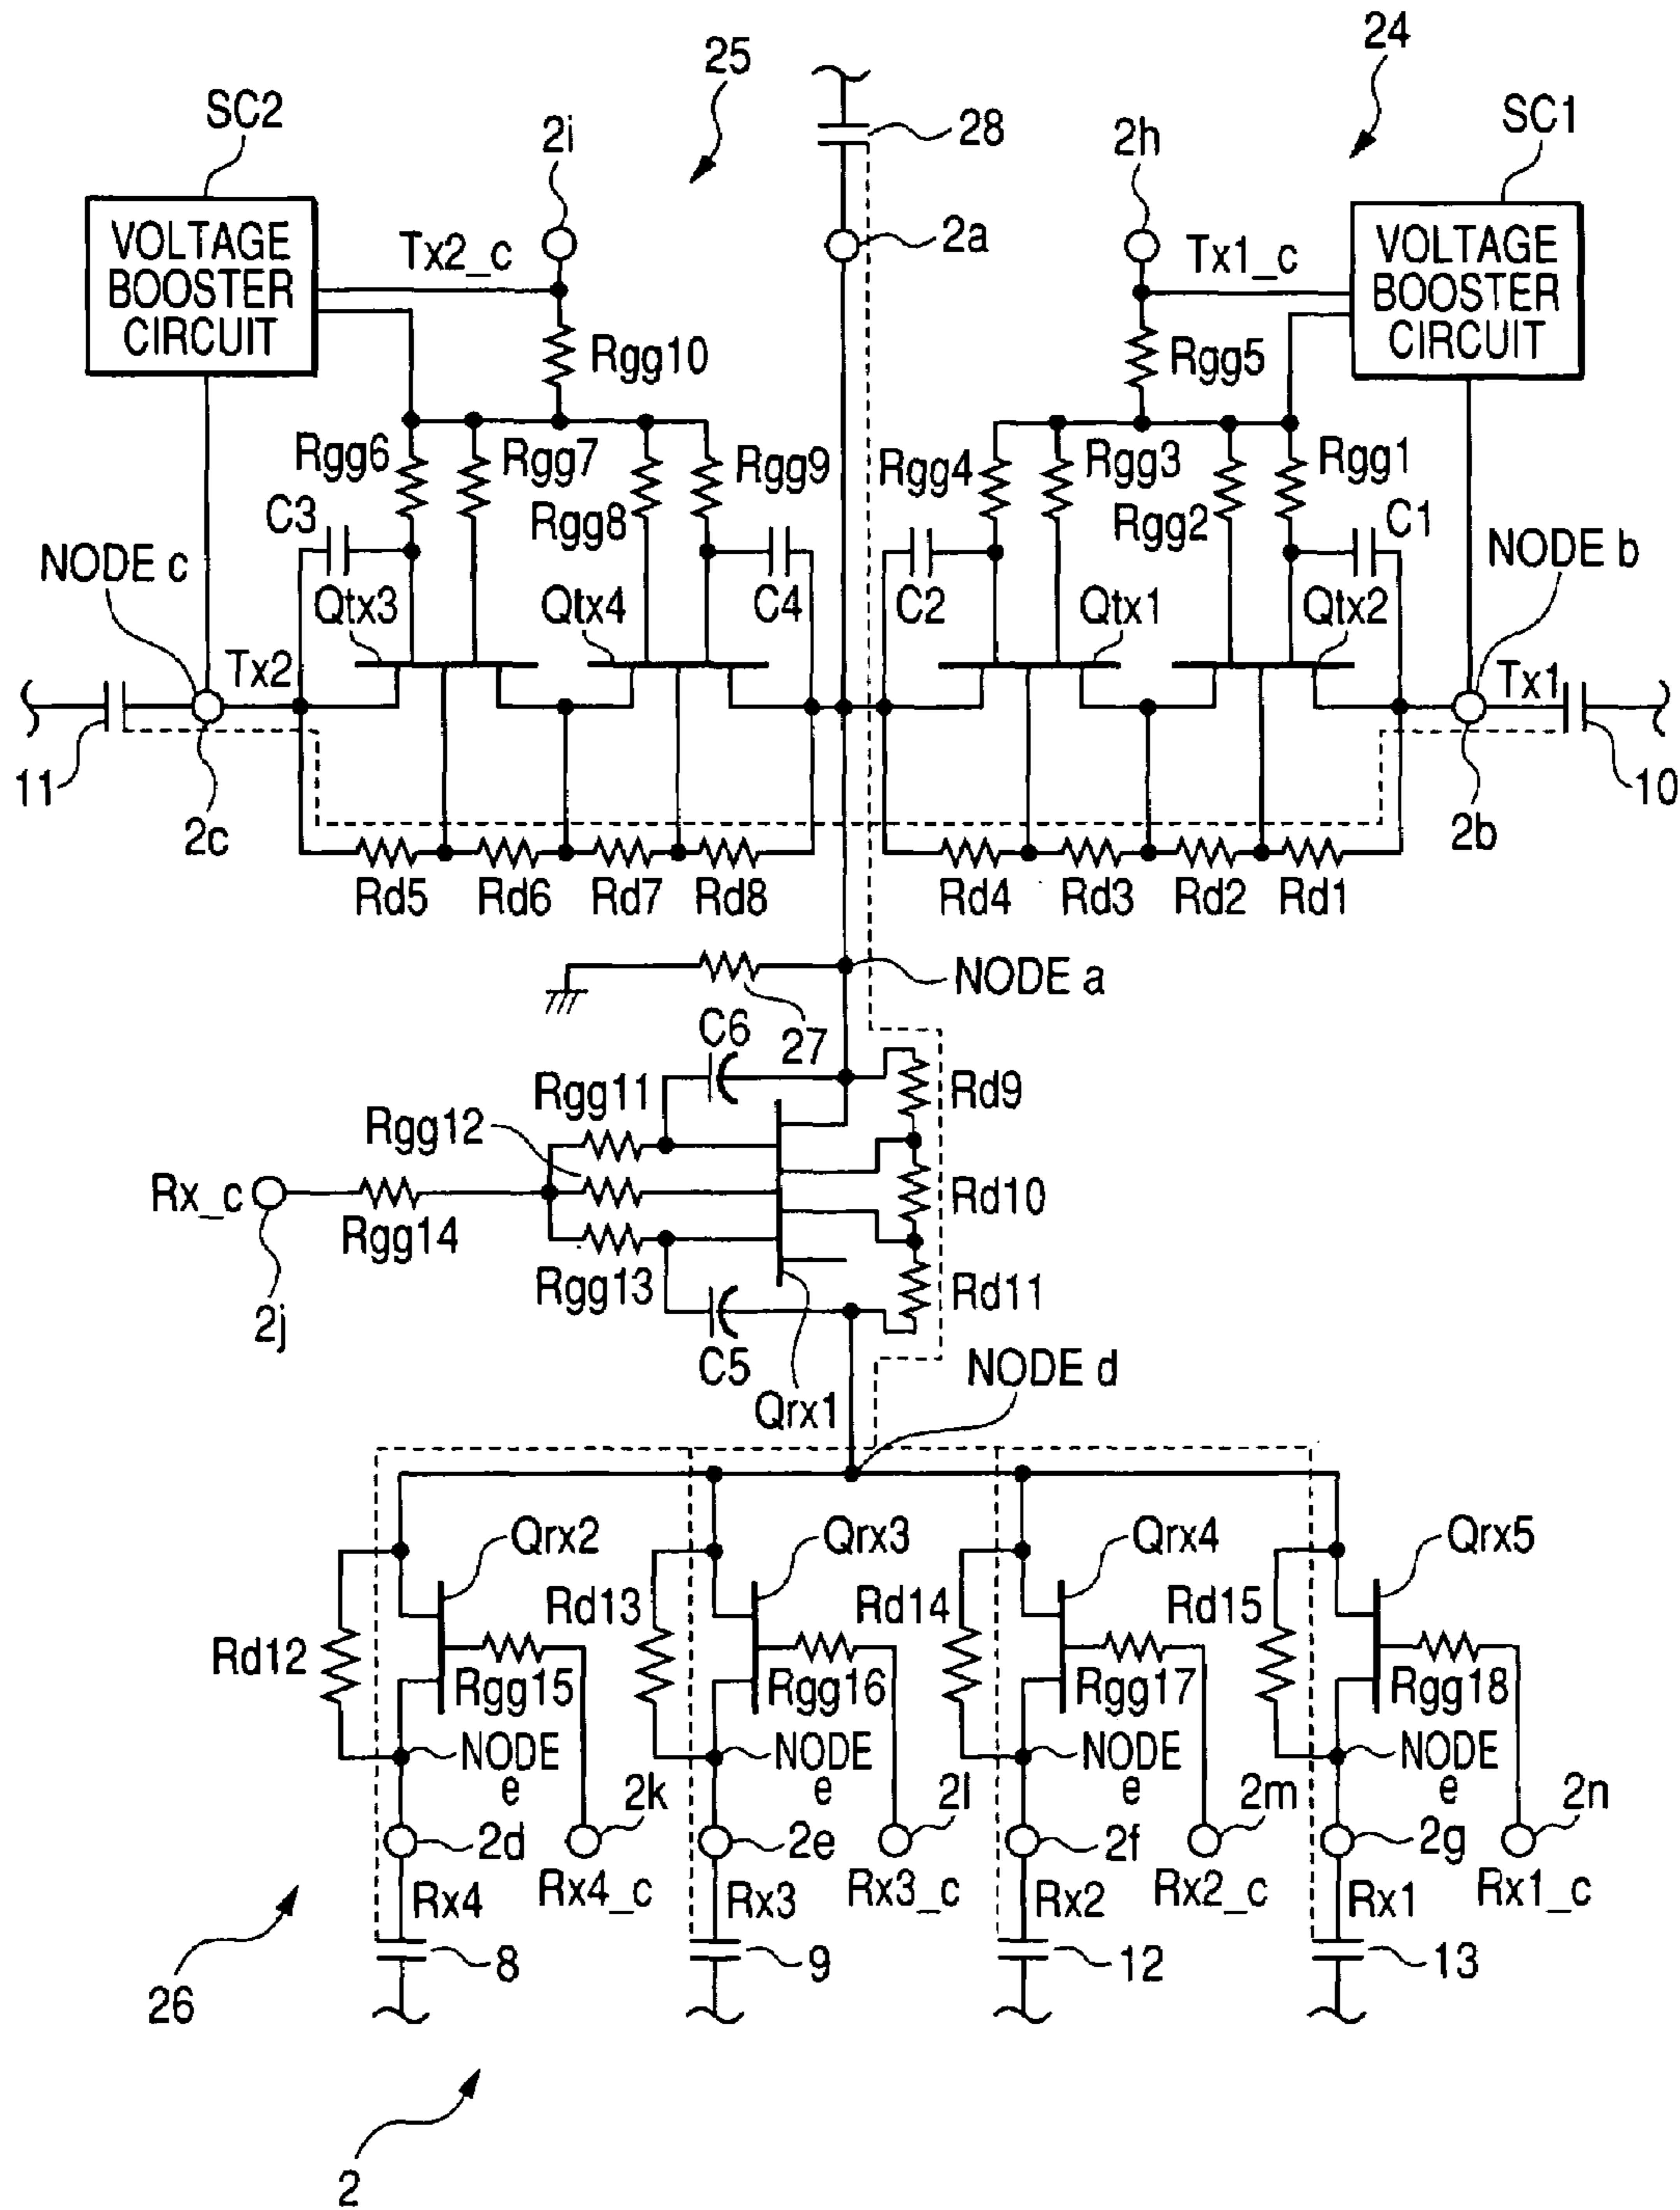 24
25
SC2
28
SC1
2i
2h
VOLTAGE
BOOSTER
CIRCUIT
Tx2_c
2a
Tx1_c
VOLTAGE
BOOSTER
CIRCUIT
Rgg10
Rgg5
Rgg6
Rgg7
Rgg9
Rgg4
Rgg3
Rgg1
C3
Rgg8
Rgg2
C1
NODE c
NODE b
Qtx3
Qtx4
C4
C2
Qtx1
Qtx2
Tx2
Tx1
11
10
2c
2b
Rd5
Rd6
Rd7
Rd8
Rd4
Rd3
Rd2
Rd1
NODE a
C6
27
Rgg11
Rd9
Rgg12
Rx_c
Rd10
Rgg14
Rgg13
Rd11
2j
C5
NODE d
Qrx1
Qrx2
Qrx3
Qrx4
Qrx5
Rd13
Rd14
Rd15
Rd12
Rgg15
Rgg16
Rgg17
Rgg18
NODE
e
NODE
e
NODE
e
NODE
e
2k
2l
2m
2n
2d
2e
2f
2g
Rx4
Rx4_c
Rx3
Rx3_c
Rx2
Rx2_c
Rx1
Rx1_c
8
9
12
13
26
2